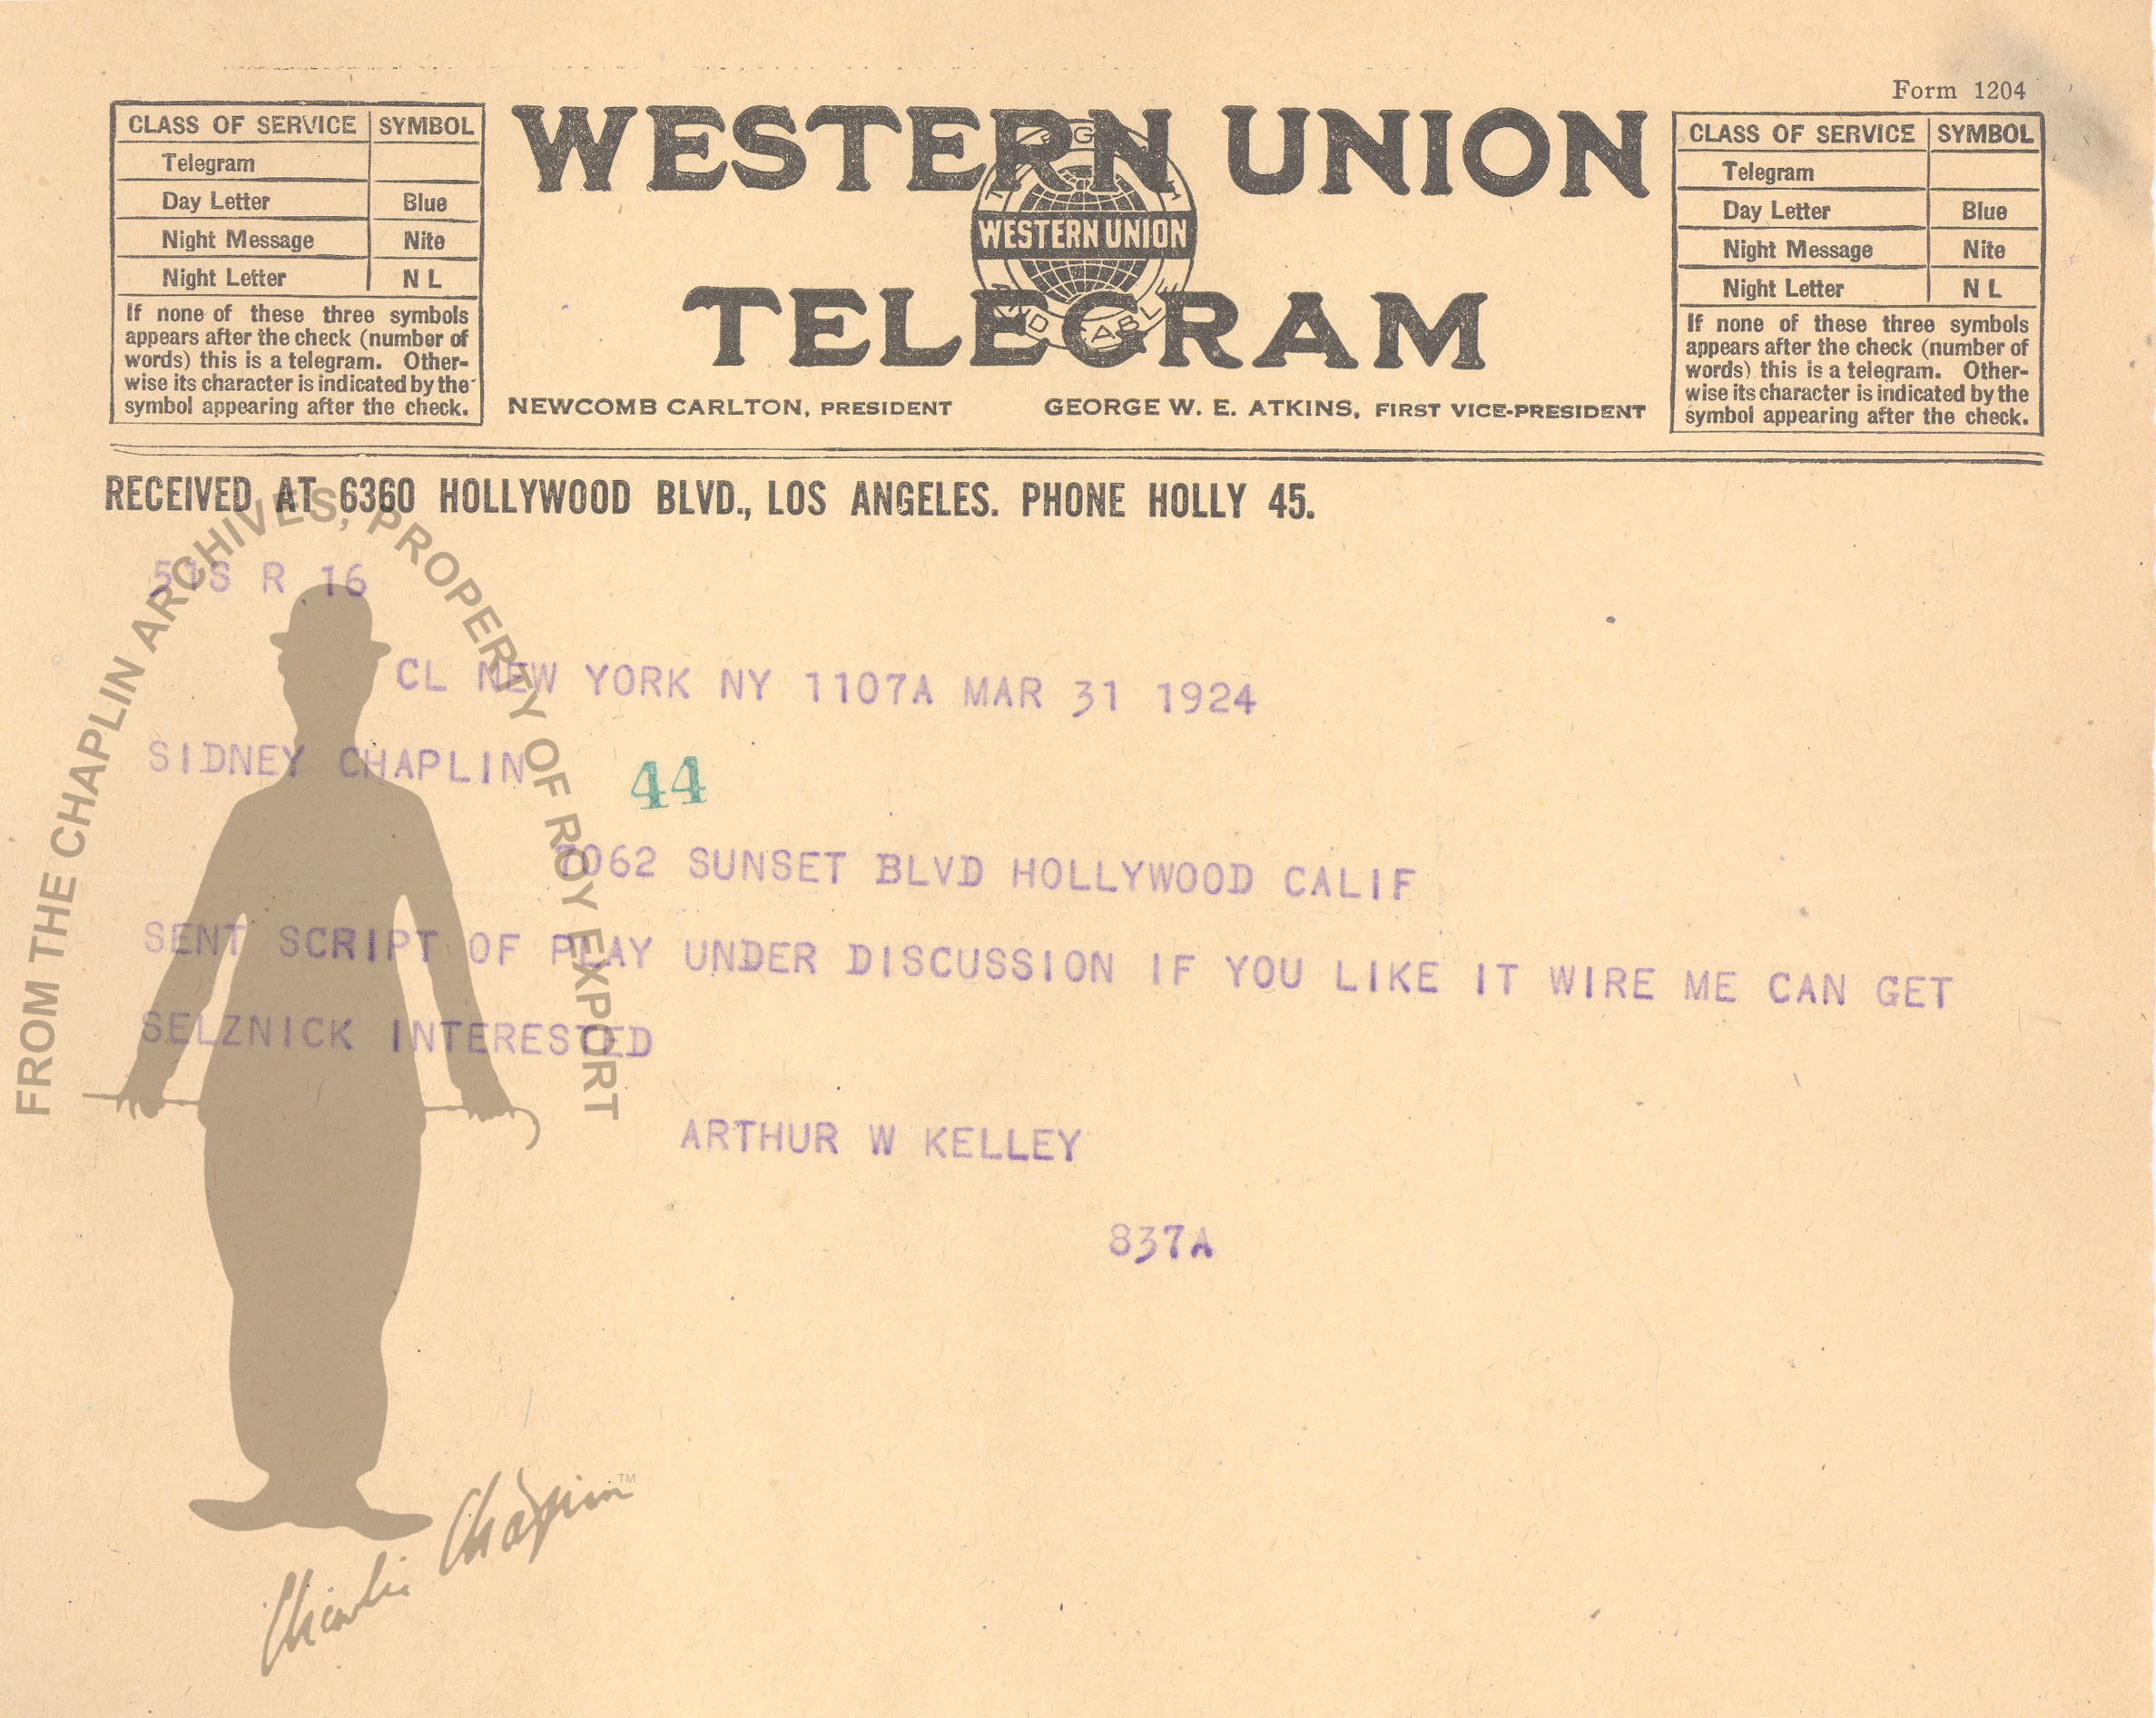 Form 1204
CLASS OF SERVICE SYMBOL
Telegram
Day Letter Blue
Night Message Nite
Night Letter N L
If none of these three symbols
appears after the check (number of
words) this is a telegram. Other-
wise its character is indicated by the
symbol appearing after the check.
WESTERN UNION
WESTERN UNION
TELEGRAM
NEWCOMB CARLTON, PRESIDENT GEORGE W. E. ATKINS, FIRST VICE-PRESIDENT
CLASS OF SERVICE SYMBOL
Telegram
Day Letter Blue
Night Message Nite
Night Letter N L
If none of these three symbols
appears after the check (number of
words) this is a telegram. Other-
wise its character is indicated by the
symbol appearing after the check.
RECEIVED AT 6360 HOLLYWOOD BLVD., LOS ANGELES. PHONE HOLLY 45.
51S R 16
CL NEW YORK NY 1107A MAR 31 1924
SIDNEY CHAPLIN
44
7062 SUNSET BLVD HOLLYWOOD CALIF
SENT SCRIPT OF PLAY UNDER DISCUSSION IF YOU LIKE IT WIRE ME CAN GET
SELZNICK INTERESTED
ARTHUR W KELLEY
837A
FROM THE CHAPLIN ARCHIVES, PROPERTY OF ROY EXPORT
Charlie Chaplin™